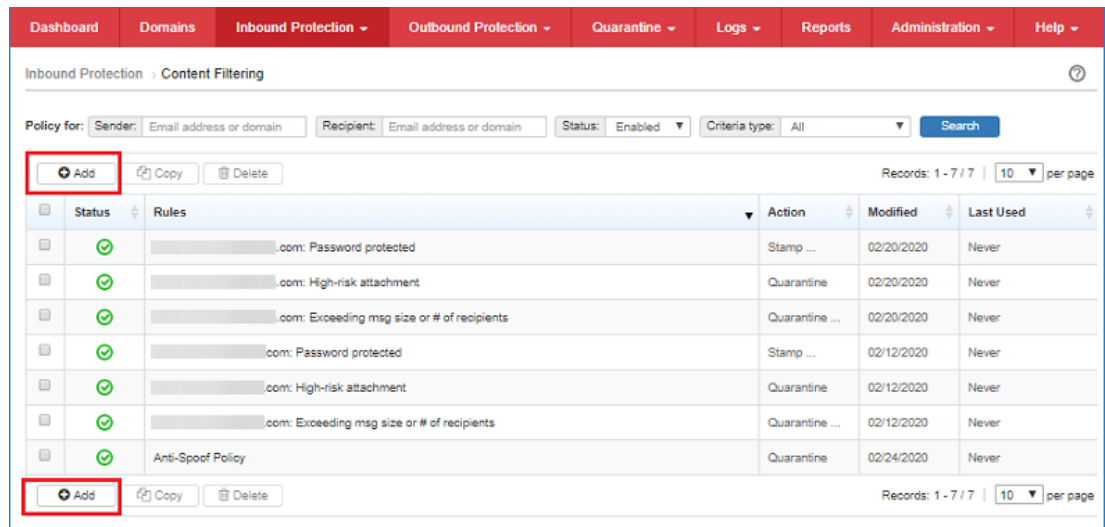 Dashboard Domains Inbound Protection Outbound Protection Quarantine Logs Reports Administration Help
Inbound Protection > Content Filtering
Policy for: Sender: Email address or domain Recipient: Email address or domain Status: Enabled Criteria type: All Search
Add Copy Delete Records: 1 - 7 / 7 | 10 per page
Status Rules Action Modified Last Used
.com: Password protected Stamp ... 02/20/2020 Never
.com: High-risk attachment Quarantine 02/20/2020 Never
.com: Exceeding msg size or # of recipients Quarantine ... 02/20/2020 Never
com: Password protected Stamp ... 02/12/2020 Never
.com: High-risk attachment Quarantine 02/12/2020 Never
.com: Exceeding msg size or # of recipients Quarantine ... 02/12/2020 Never
Anti-Spoof Policy Quarantine 02/24/2020 Never
Add Copy Delete Records: 1 - 7 / 7 | 10 per page